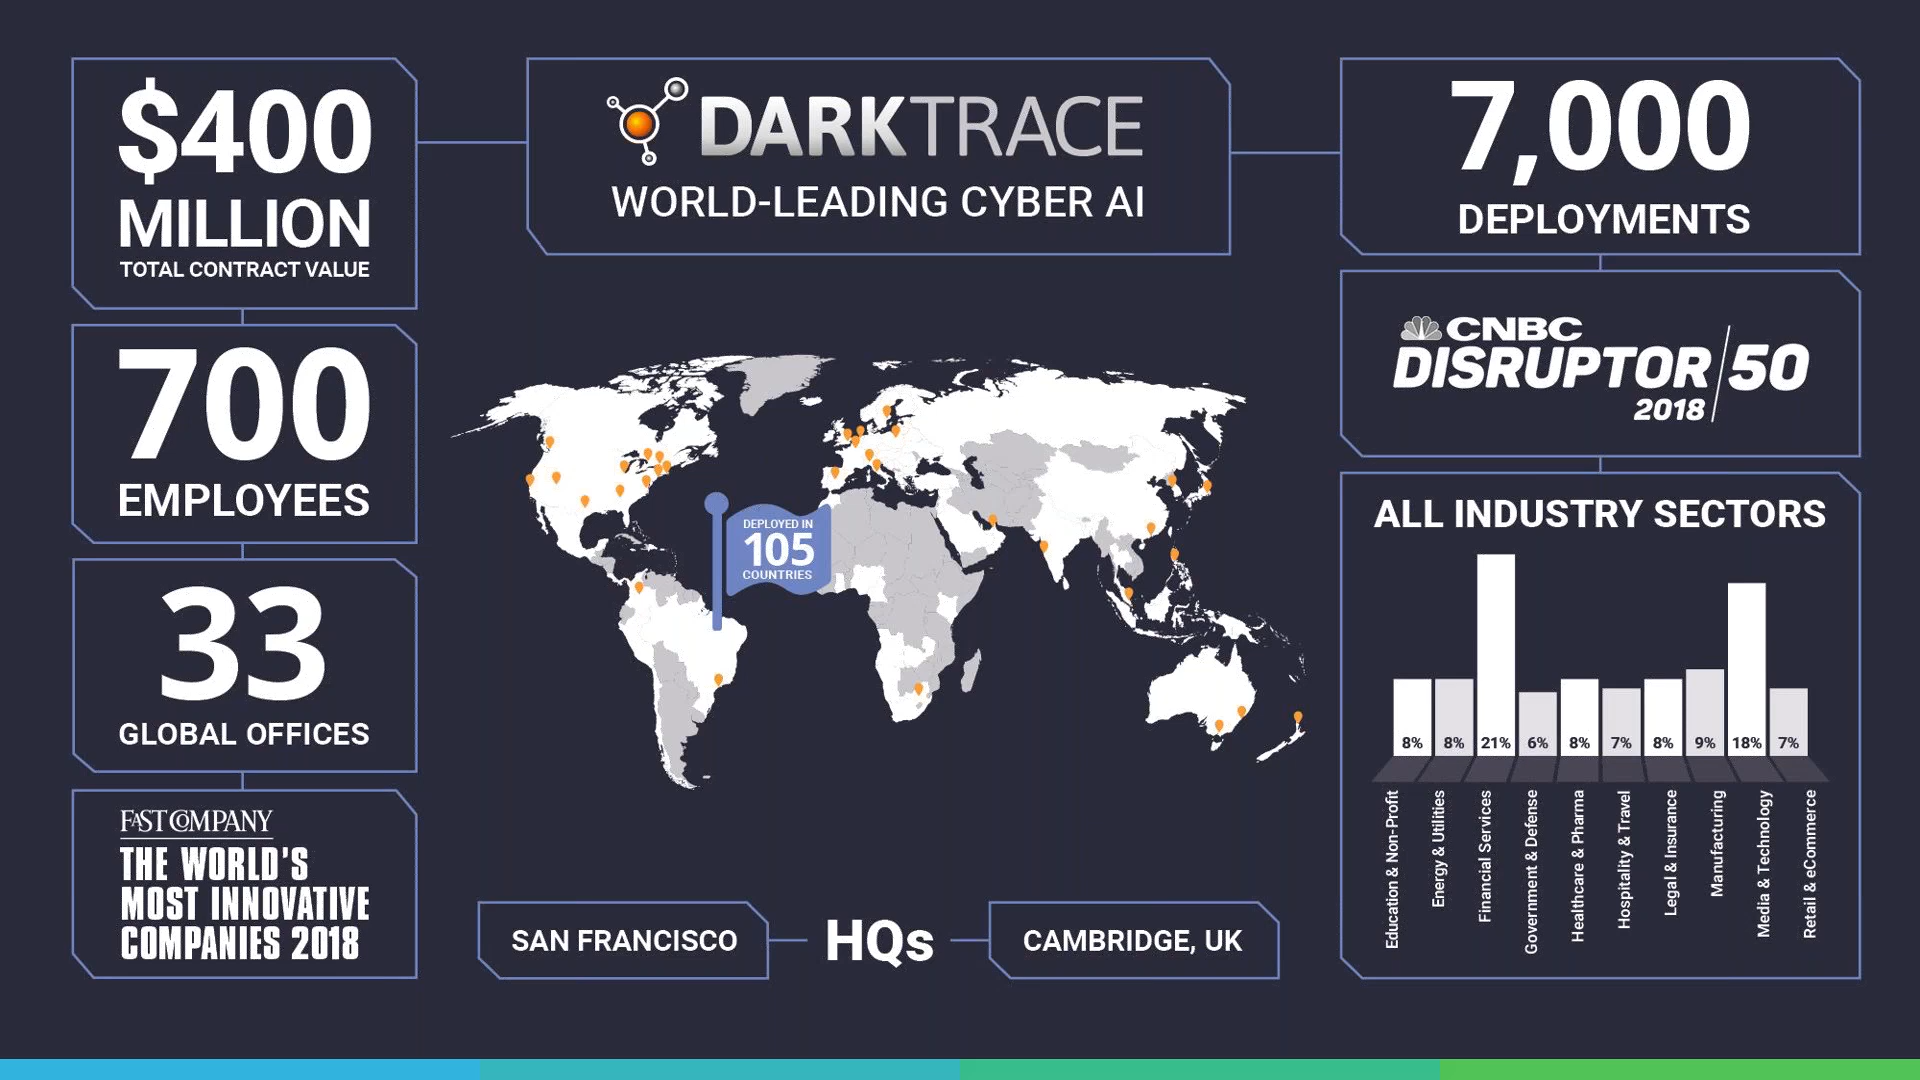 $400
MILLION
TOTAL CONTRACT VALUE
700
EMPLOYEES
33
GLOBAL OFFICES
FAST COMPANY
THE WORLD'S
MOST INNOVATIVE
COMPANIES 2018
DARKTRACE
WORLD-LEADING CYBER AI
DEPLOYED IN
105
COUNTRIES
SAN FRANCISCO
HQs
CAMBRIDGE, UK
7,000
DEPLOYMENTS
CNBC
DISRUPTOR/50
2018
ALL INDUSTRY SECTORS
8% 8% 21% 6% 8% 7% 8% 9% 18% 7%
Education & Non-Profit
Energy & Utilities
Financial Services
Government & Defense
Healthcare & Pharma
Hospitality & Travel
Legal & Insurance
Manufacturing
Media & Technology
Retail & eCommerce